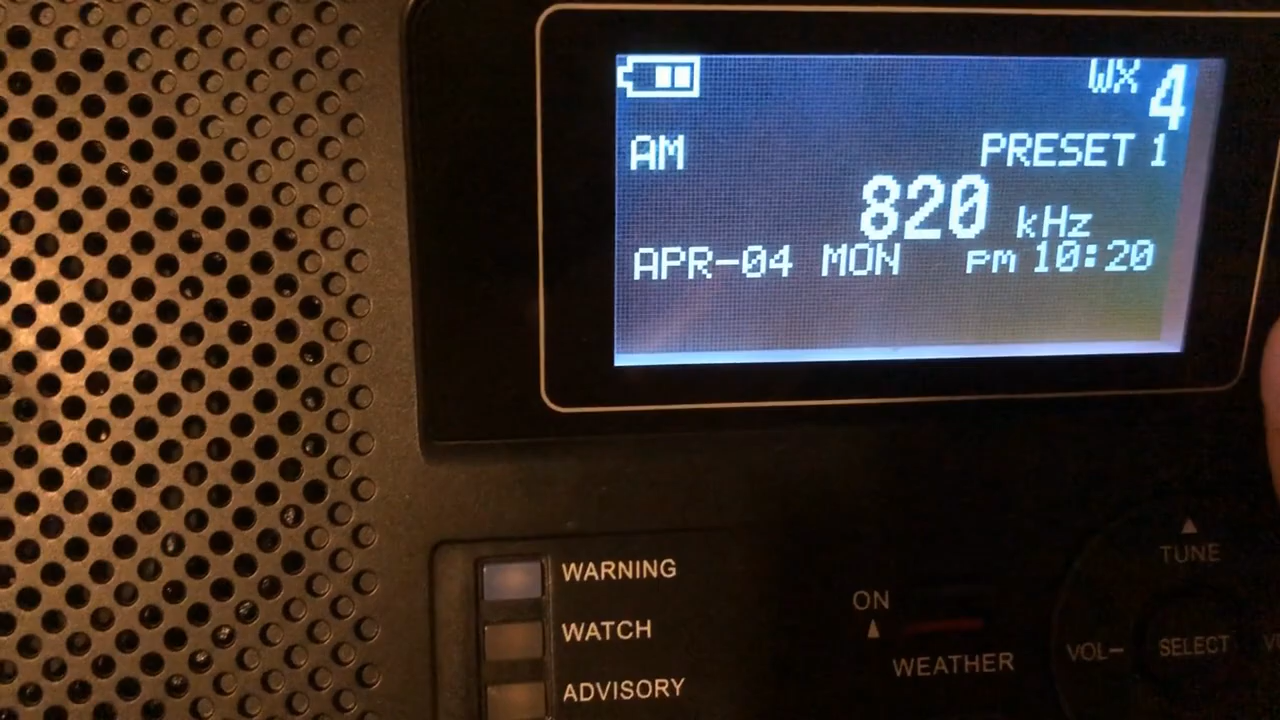 WX 4
AM PRESET 1
820 kHz
APR-04 MON pm 10:20
WARNING
WATCH
ADVISORY
ON
WEATHER
TUNE
VOL- SELECT